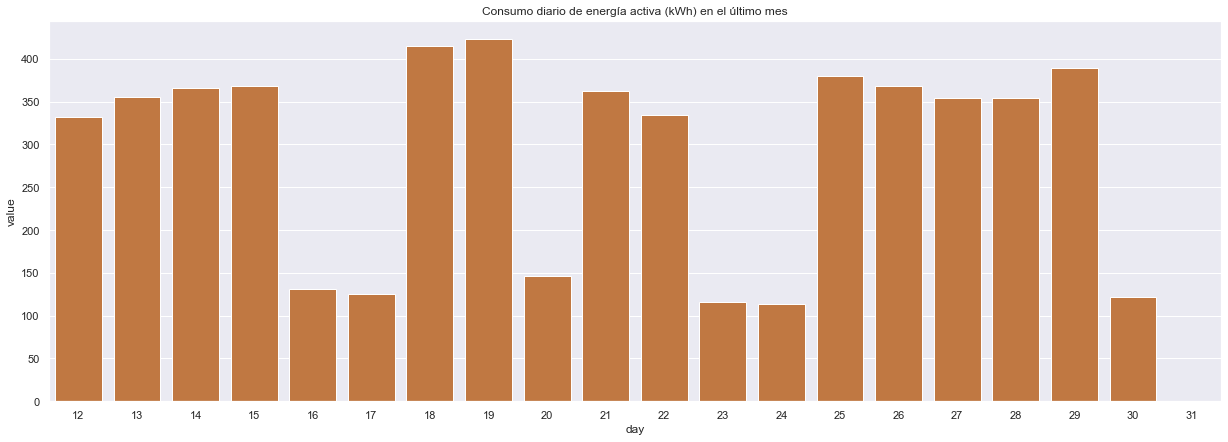 Consumo diario de energía activa (kWh) en el último mes
value
400
350
300
250
200
150
100
50
0
12 13 14 15 16 17 18 19 20 21 22 23 24 25 26 27 28 29 30 31
day